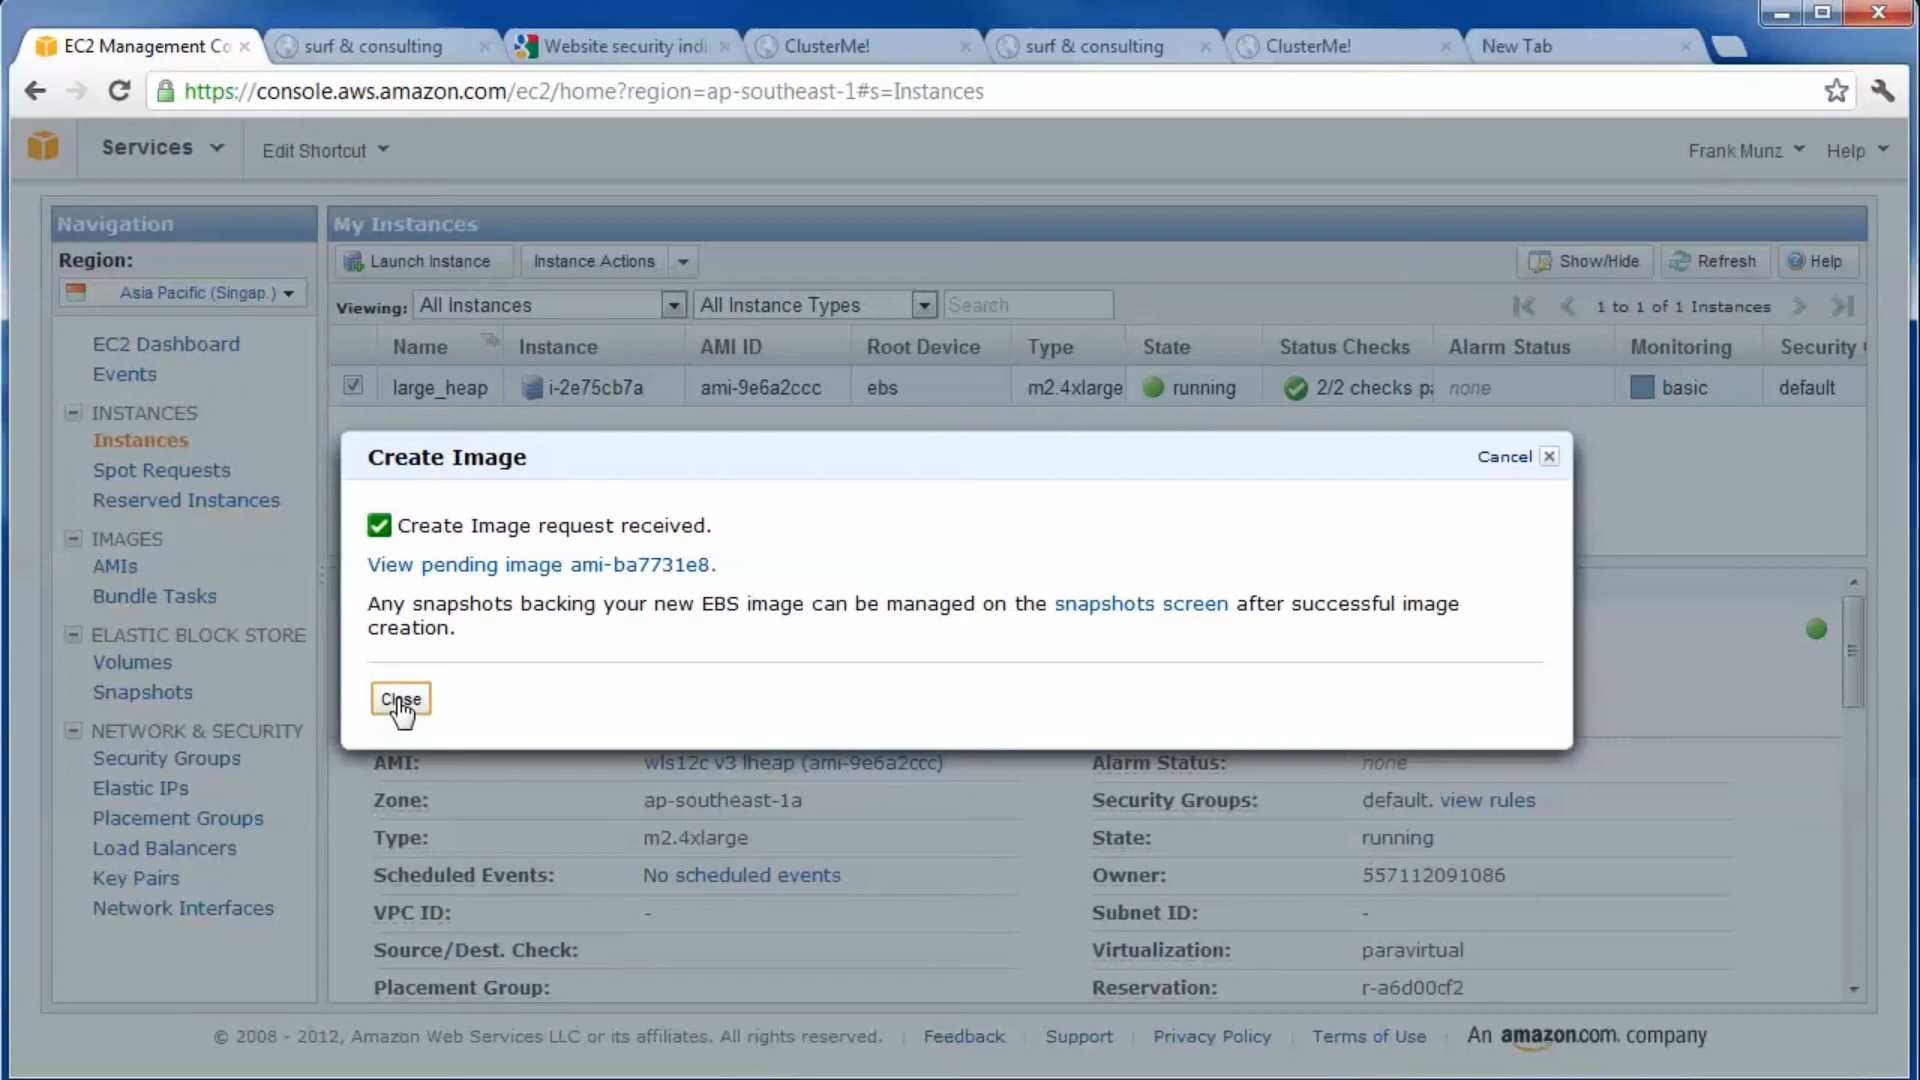 EC2 Management Co
surf & consulting
Website security indi
ClusterMe!
surf & consulting
ClusterMe!
New Tab
https://console.aws.amazon.com/ec2/home?region=ap-southeast-1#s=Instances
Services
Edit Shortcut
Frank Munz
Help
Navigation
Region:
Asia Pacific (Singap.)
EC2 Dashboard
Events
INSTANCES
Instances
Spot Requests
Reserved Instances
IMAGES
AMIs
Bundle Tasks
ELASTIC BLOCK STORE
Volumes
Snapshots
NETWORK & SECURITY
Security Groups
Elastic IPs
Placement Groups
Load Balancers
Key Pairs
Network Interfaces
My Instances
Launch Instance
Instance Actions
Show/Hide
Refresh
Help
Viewing: All Instances All Instance Types Search
1 to 1 of 1 Instances
Name Instance AMI ID Root Device Type State Status Checks Alarm Status Monitoring Security
large_heap i-2e75cb7a ami-9e6a2ccc ebs m2.4xlarge running 2/2 checks pa none basic default
Create Image
Cancel
Create Image request received.
View pending image ami-ba7731e8.
Any snapshots backing your new EBS image can be managed on the snapshots screen after successful image
creation.
Close
AMI: wls12c v3 lheap (ami-9e6a2ccc) Alarm Status: none
Zone: ap-southeast-1a Security Groups: default. view rules
Type: m2.4xlarge State: running
Scheduled Events: No scheduled events Owner: 557112091086
VPC ID: - Subnet ID: -
Source/Dest. Check: Virtualization: paravirtual
Placement Group: Reservation: r-a6d00cf2
© 2008 - 2012, Amazon Web Services LLC or its affiliates. All rights reserved. Feedback Support Privacy Policy Terms of Use An amazon.com. company